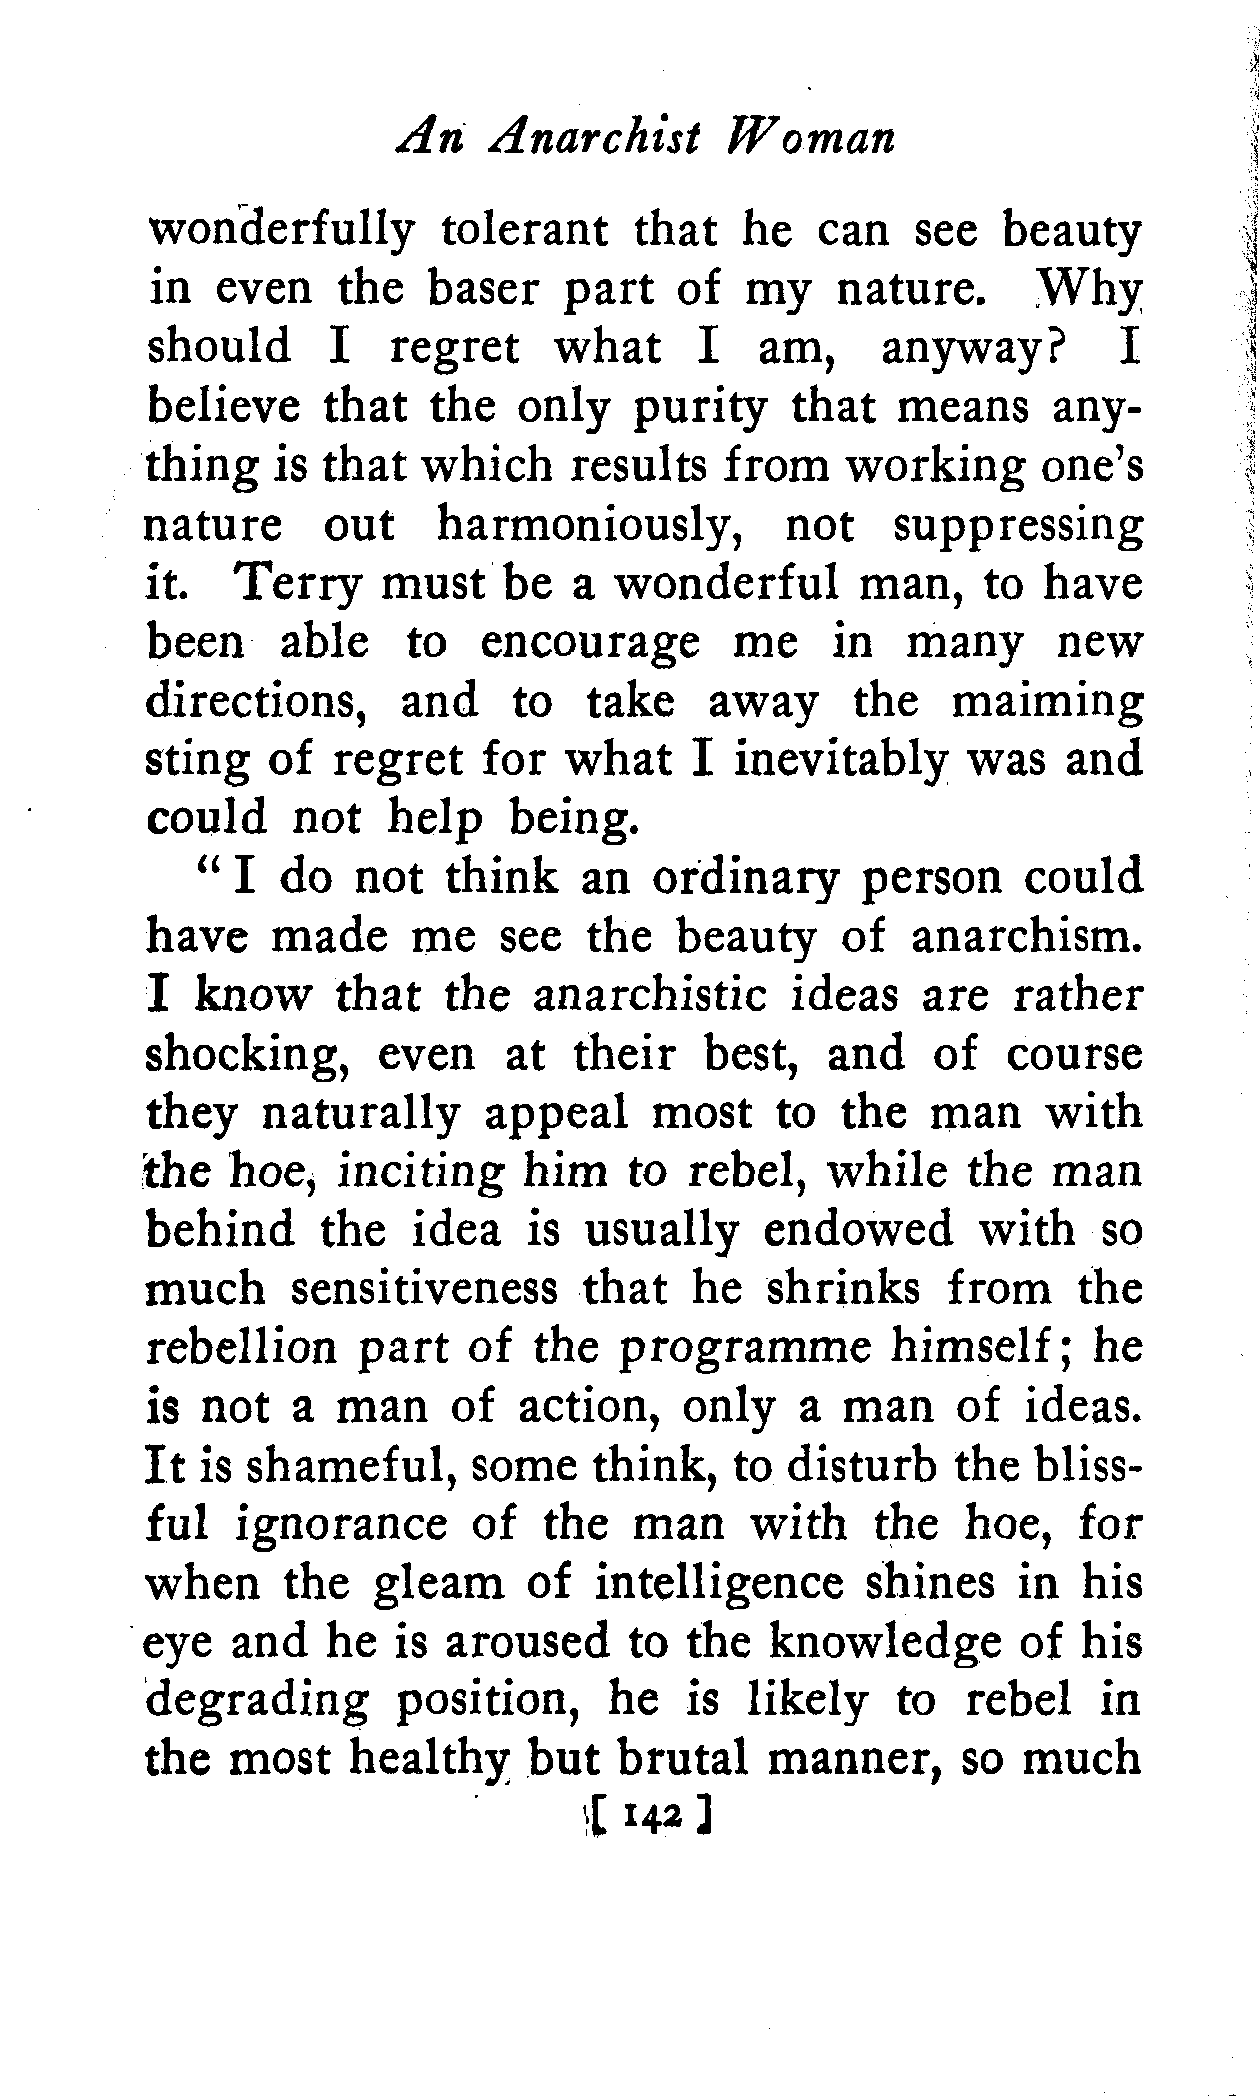 An Anarchist Woman
wonderfully tolerant that he can see beauty
in even the baser part of my nature. Why
should I regret what I am, anyway? I
believe that the only purity that means any-
thing is that which results from working one's
nature out harmoniously, not suppressing
it. Terry must be a wonderful man, to have
been able to encourage me in many new
directions, and to take away the maiming
sting of regret for what I inevitably was and
could not help being.
"I do not think an ordinary person could
have made me see the beauty of anarchism.
I know that the anarchistic ideas are rather
shocking, even at their best, and of course
they naturally appeal most to the man with
the hoe, inciting him to rebel, while the man
behind the idea is usually endowed with so
much sensitiveness that he shrinks from the
rebellion part of the programme himself; he
is not a man of action, only a man of ideas.
It is shameful, some think, to disturb the bliss-
ful ignorance of the man with the hoe, for
when the gleam of intelligence shines in his
eye and he is aroused to the knowledge of his
degrading position, he is likely to rebel in
the most healthy but brutal manner, so much
[ 142 ]